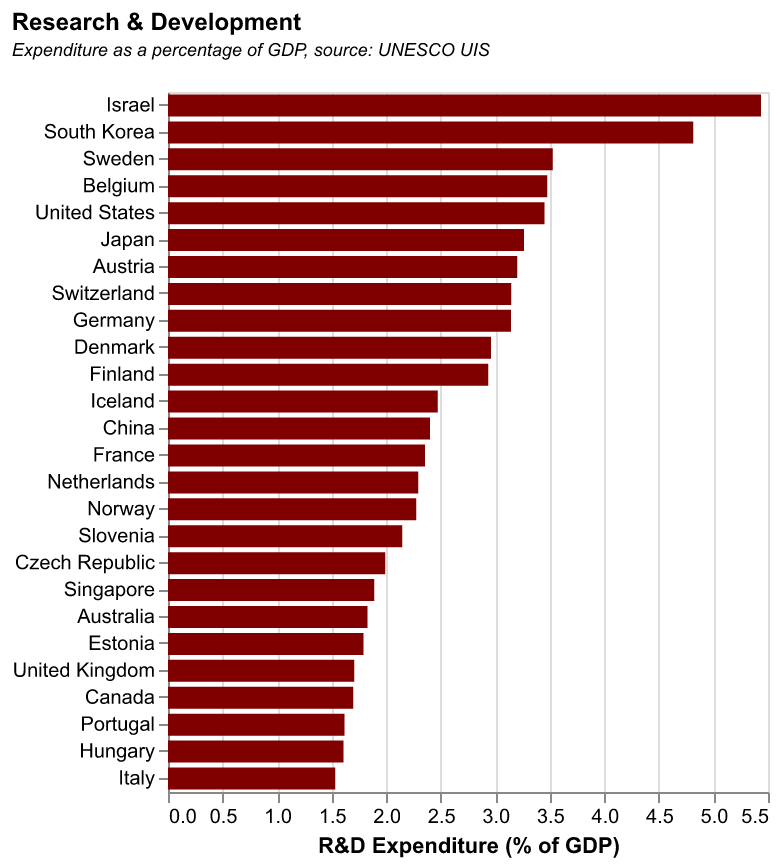 Research & Development
Expenditure as a percentage of GDP, source: UNESCO UIS
Israel
South Korea
Sweden
Belgium
United States
Japan
Austria
Switzerland
Germany
Denmark
Finland
Iceland
China
France
Netherlands
Norway
Slovenia
Czech Republic
Singapore
Australia
Estonia
United Kingdom
Canada
Portugal
Hungary
Italy
0.0 0.5 1.0 1.5 2.0 2.5 3.0 3.5 4.0 4.5 5.0 5.5
R&D Expenditure (% of GDP)